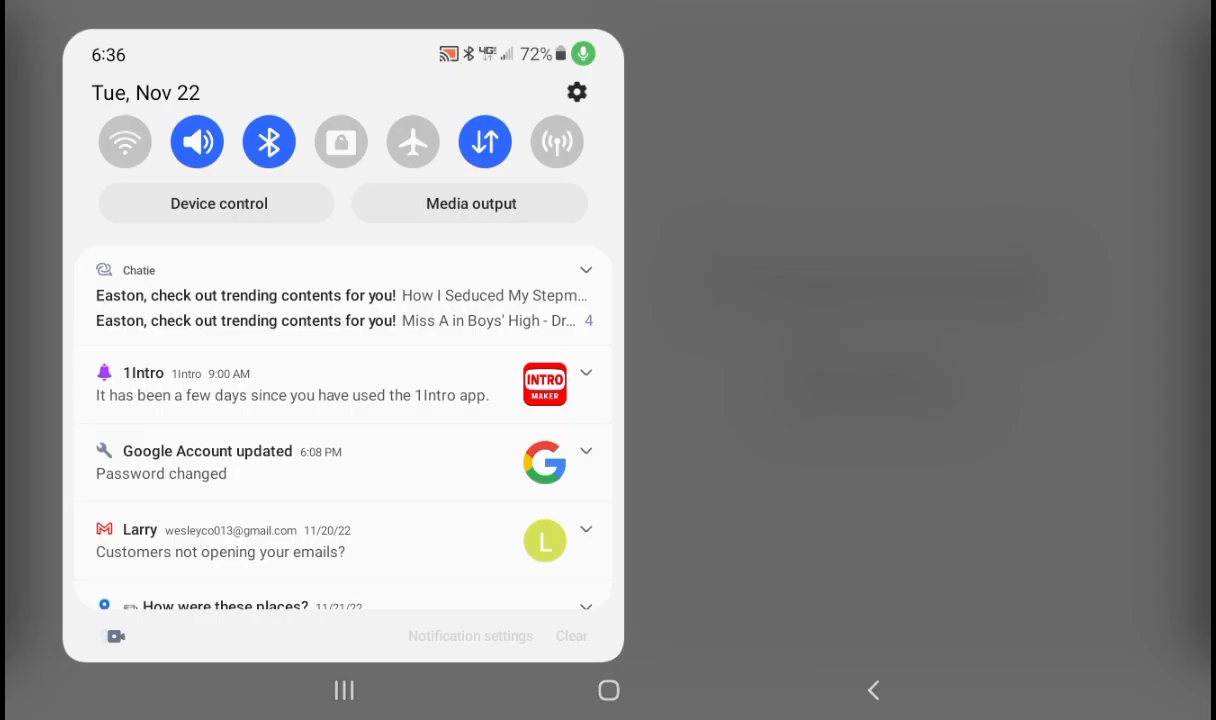 6:36
4GE 72%
Tue, Nov 22
Device control Media output
Chatie
Easton, check out trending contents for you! How I Seduced My Stepm...
Easton, check out trending contents for you! Miss A in Boys' High - Dr... 4
1Intro 1Intro 9:00 AM
It has been a few days since you have used the 1Intro app.
INTRO
MAKER
Google Account updated 6:08 PM
Password changed
Larry wesleyco013@gmail.com 11/20/22
Customers not opening your emails?
L
How were these places? 11/21/22
Notification settings Clear